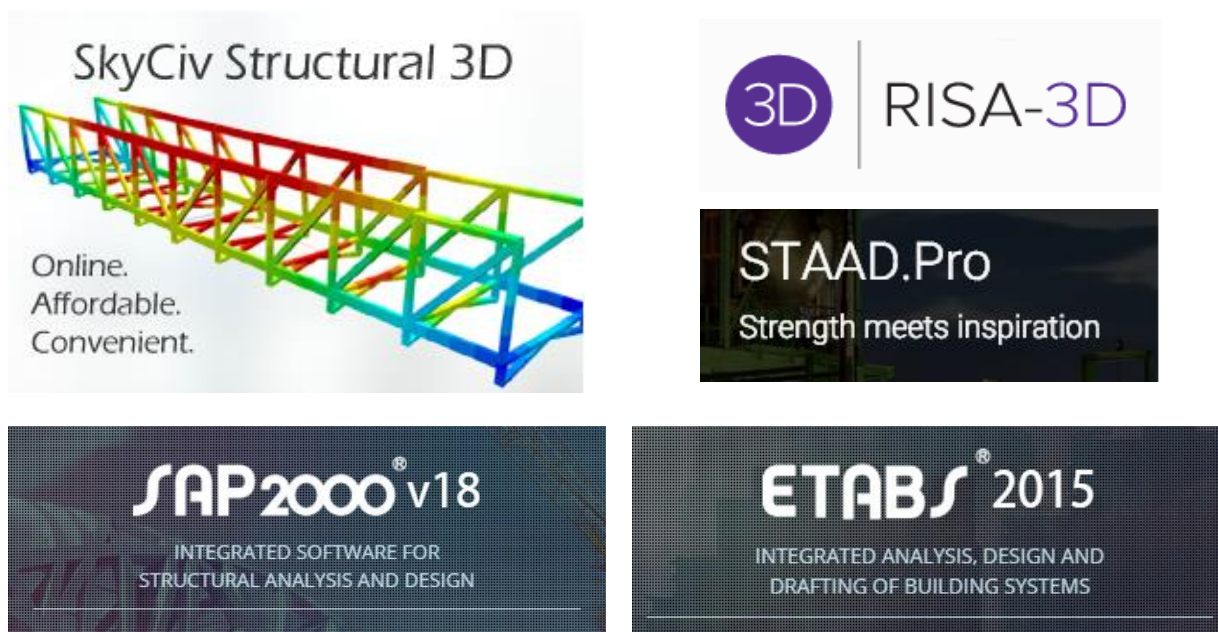 SkyCiv Structural 3D
Online.
Affordable.
Convenient.
3D
RISA-3D
STAAD.Pro
Strength meets inspiration
SAP2000® v18
INTEGRATED SOFTWARE FOR
STRUCTURAL ANALYSIS AND DESIGN
ETABS® 2015
INTEGRATED ANALYSIS, DESIGN AND
DRAFTING OF BUILDING SYSTEMS